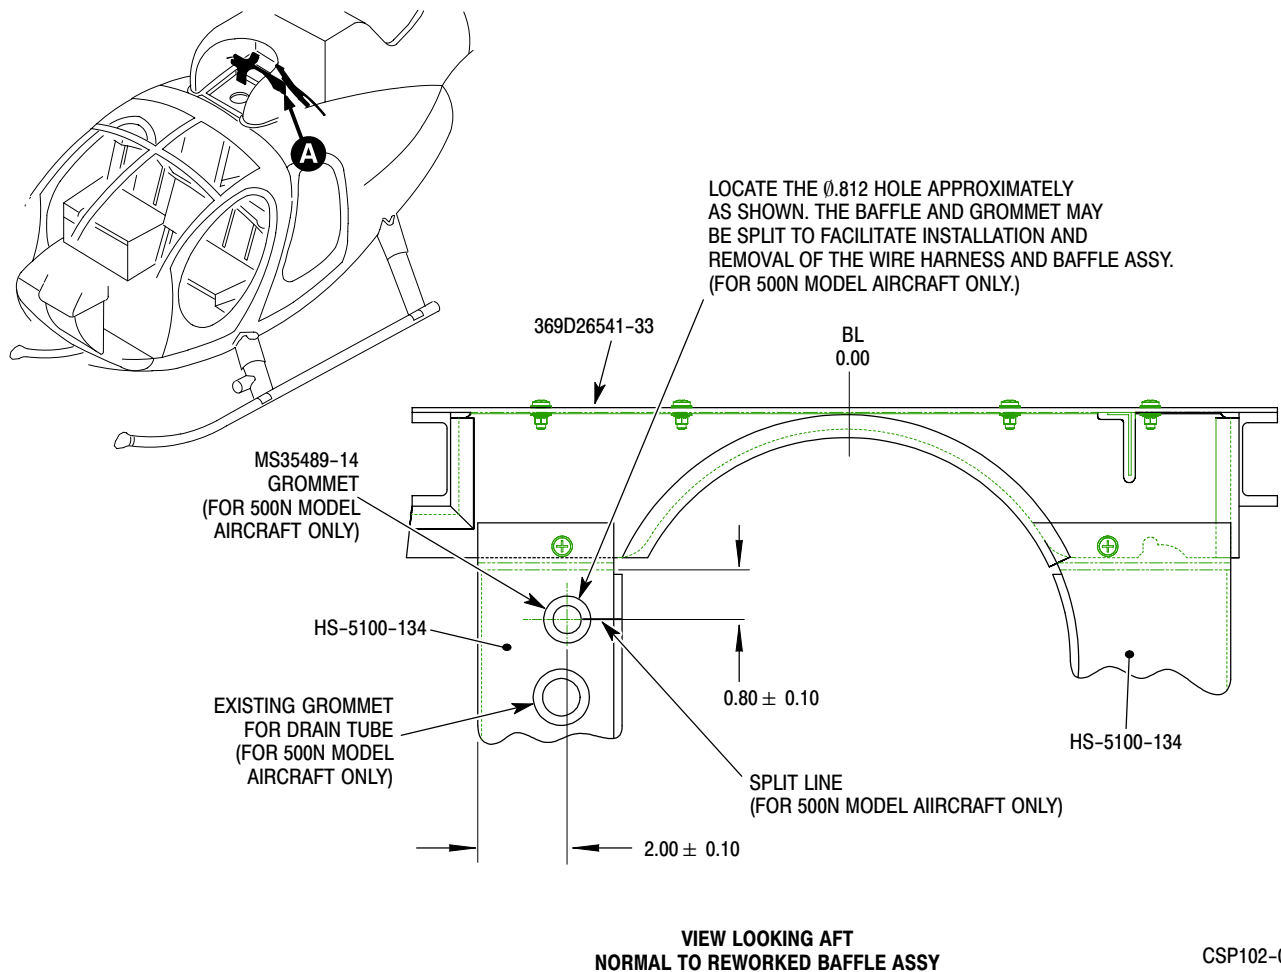 A
LOCATE THE Ø.812 HOLE APPROXIMATELY
AS SHOWN. THE BAFFLE AND GROMMET MAY
BE SPLIT TO FACILITATE INSTALLATION AND
REMOVAL OF THE WIRE HARNESS AND BAFFLE ASSY.
(FOR 500N MODEL AIRCRAFT ONLY.)
369D26541-33
BL
0.00
MS35489-14
GROMMET
(FOR 500N MODEL
AIRCRAFT ONLY)
HS-5100-134
EXISTING GROMMET
FOR DRAIN TUBE
(FOR 500N MODEL
AIRCRAFT ONLY)
0.80 ± 0.10
HS-5100-134
SPLIT LINE
(FOR 500N MODEL AIIRCRAFT ONLY)
2.00 ± 0.10
VIEW LOOKING AFT
NORMAL TO REWORKED BAFFLE ASSY